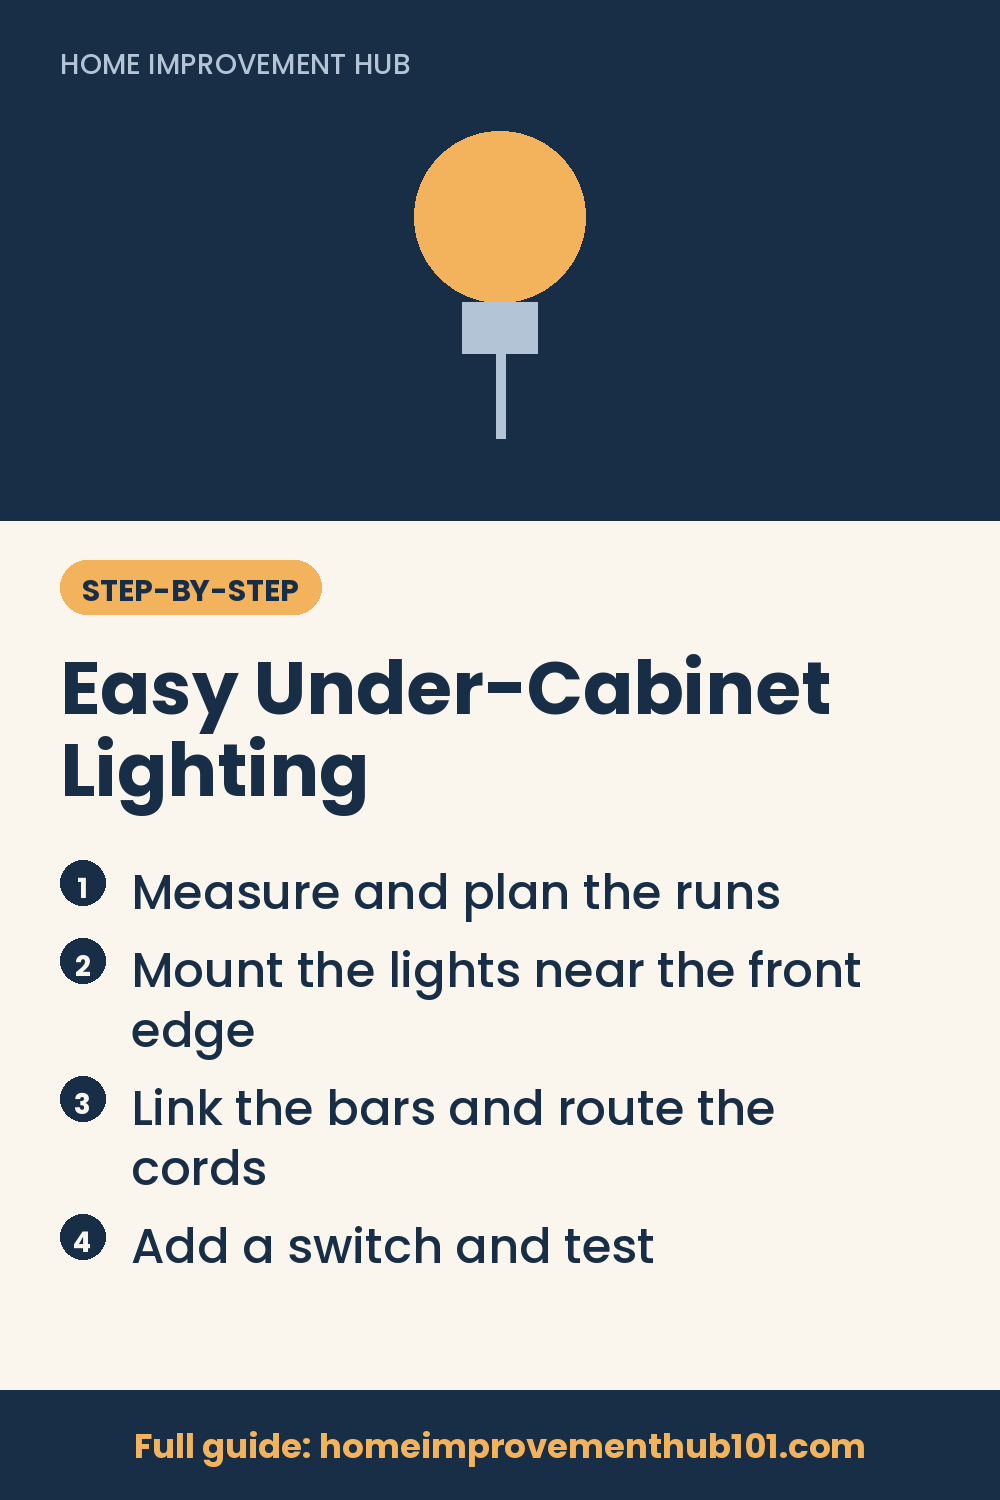 HOME IMPROVEMENT HUB
STEP-BY-STEP
Easy Under-Cabinet
Lighting
1 Measure and plan the runs
2 Mount the lights near the front
edge
3 Link the bars and route the
cords
4 Add a switch and test
Full guide: homeimprovementhub101.com